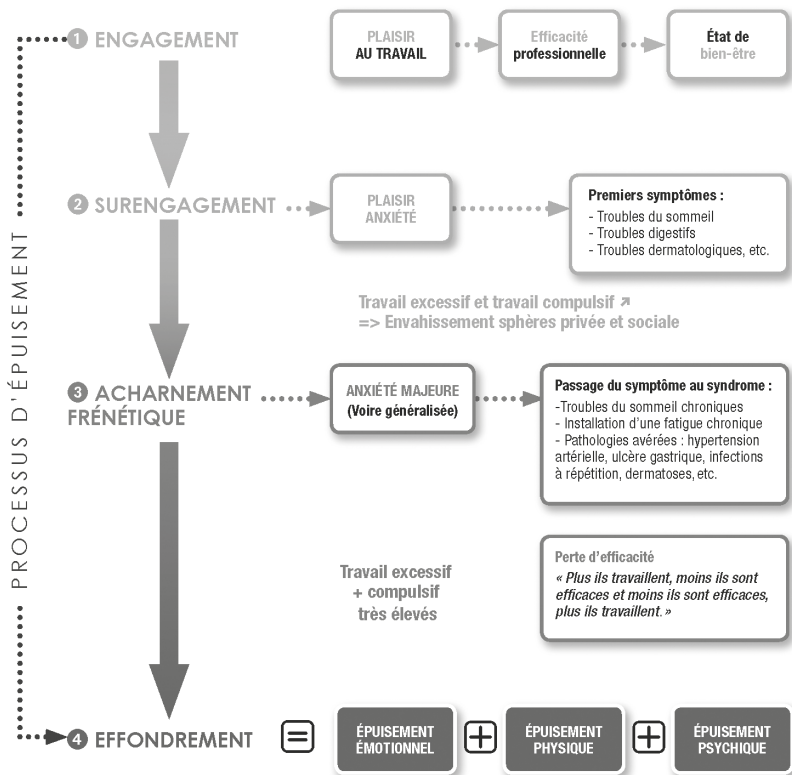 PROCESSUS D'ÉPUISEMENT
1 ENGAGEMENT
PLAISIR
AU TRAVAIL
Efficacité
professionnelle
État de
bien-être
2 SURENGAGEMENT
PLAISIR
ANXIÉTÉ
Premiers symptômes :
- Troubles du sommeil
- Troubles digestifs
- Troubles dermatologiques, etc.
Travail excessif et travail compulsif ↗
=> Envahissement sphères privée et sociale
3 ACHARNEMENT
FRÉNÉTIQUE
ANXIÉTÉ MAJEURE
(Voire généralisée)
Passage du symptôme au syndrome :
-Troubles du sommeil chroniques
- Installation d'une fatigue chronique
- Pathologies avérées : hypertension
artérielle, ulcère gastrique, infections
à répétition, dermatoses, etc.
Travail excessif
+ compulsif
très élevés
Perte d'efficacité
« Plus ils travaillent, moins ils sont
efficaces et moins ils sont efficaces,
plus ils travaillent. »
4 EFFONDREMENT
=
ÉPUISEMENT
ÉMOTIONNEL
+
ÉPUISEMENT
PHYSIQUE
+
ÉPUISEMENT
PSYCHIQUE